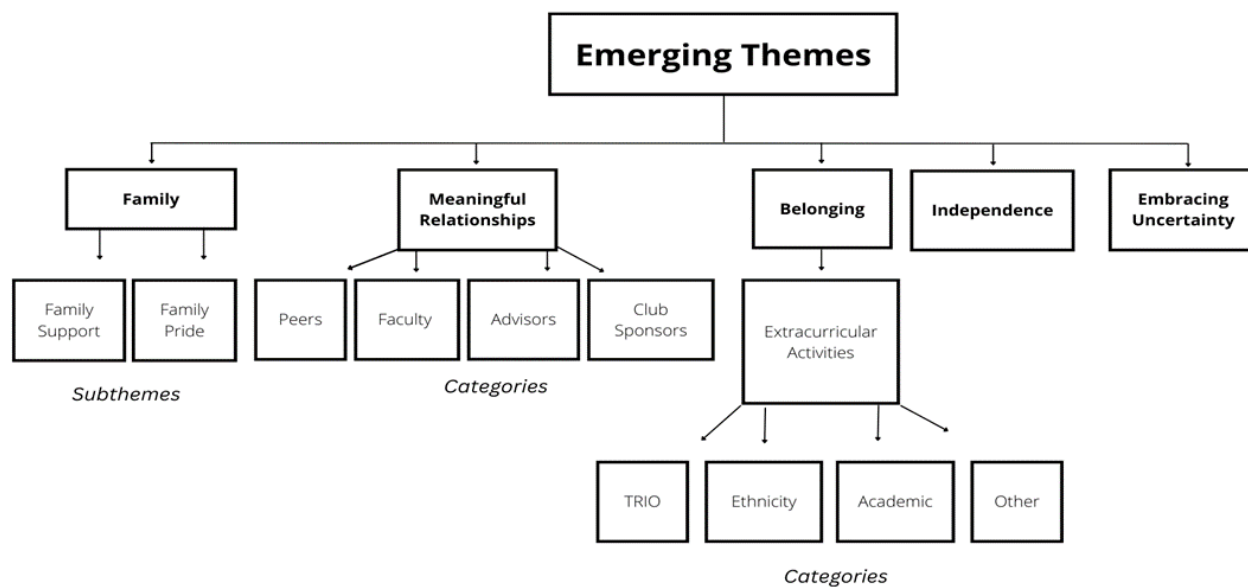 Emerging Themes
Family
Meaningful
Relationships
Belonging
Independence
Embracing
Uncertainty
Family
Support
Family
Pride
Peers
Faculty
Advisors
Club
Sponsors
Extracurricular
Activities
Subthemes
Categories
TRIO
Ethnicity
Academic
Other
Categories